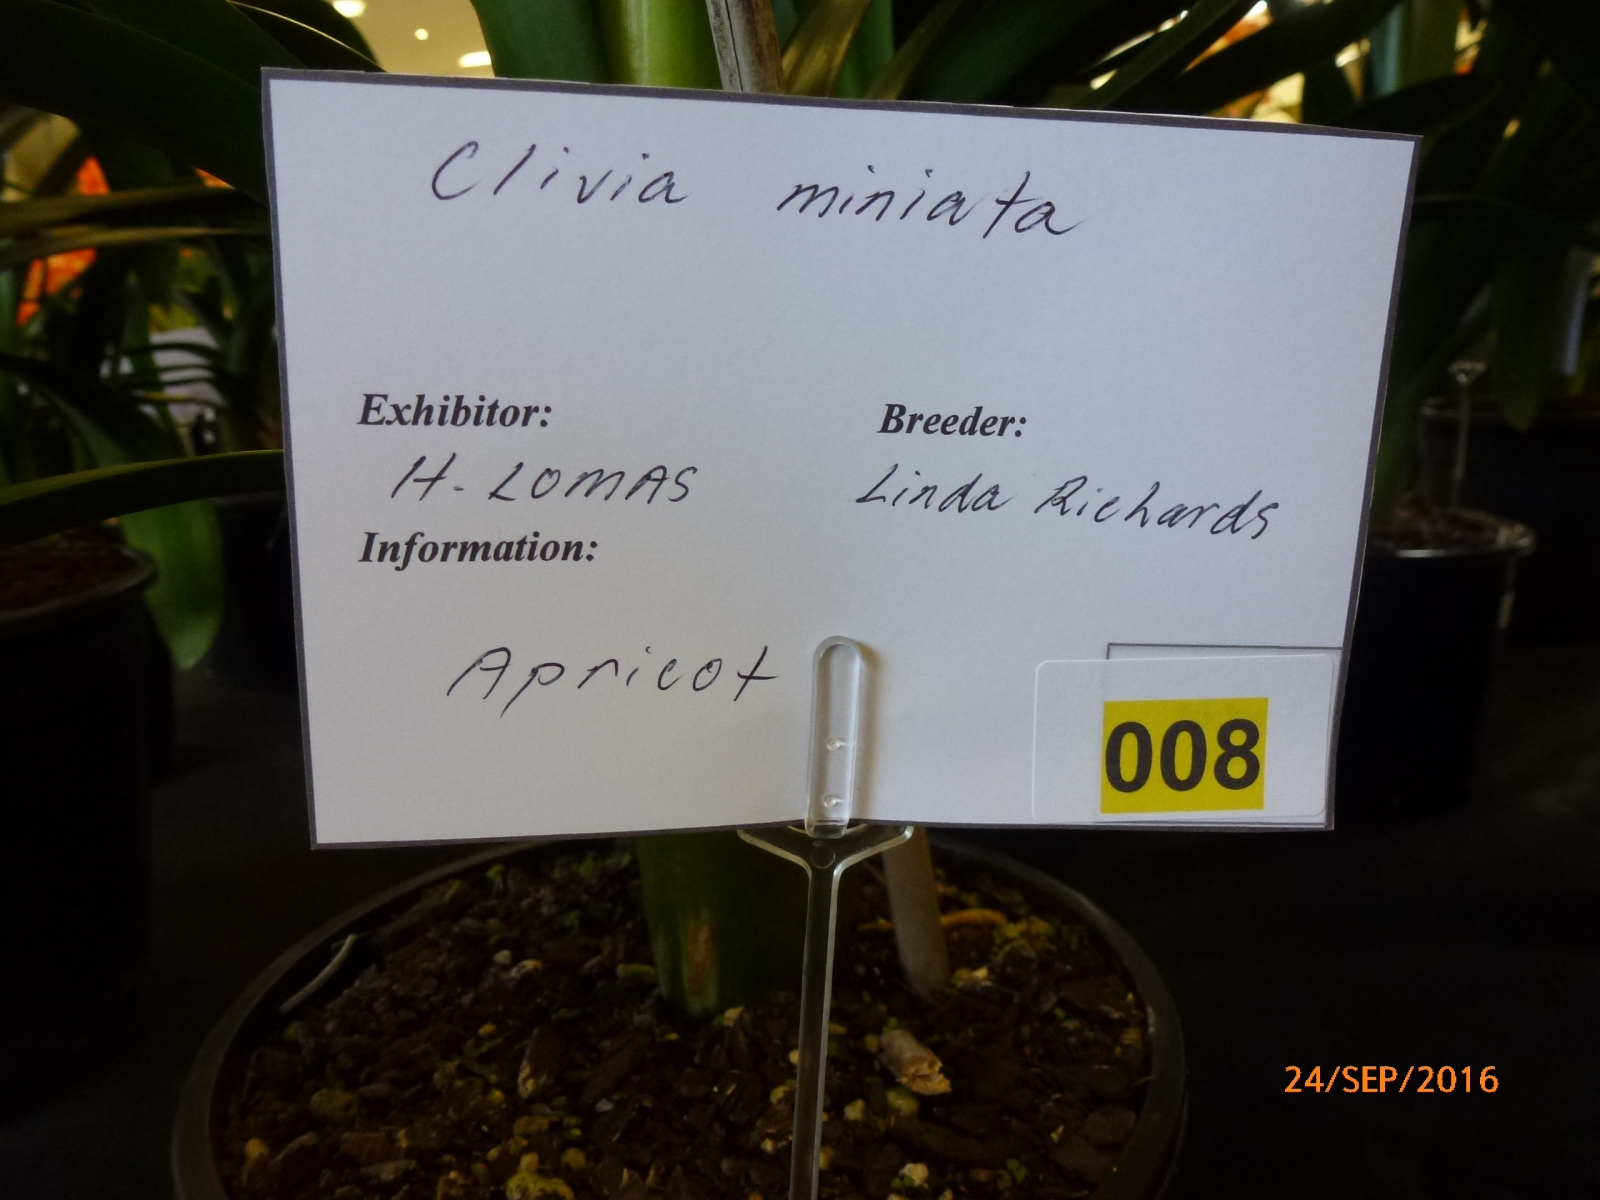 Clivia miniata
Exhibitor: Breeder:
H. LOMAS Linda Richards
Information:
Apricot
008
24/SEP/2016